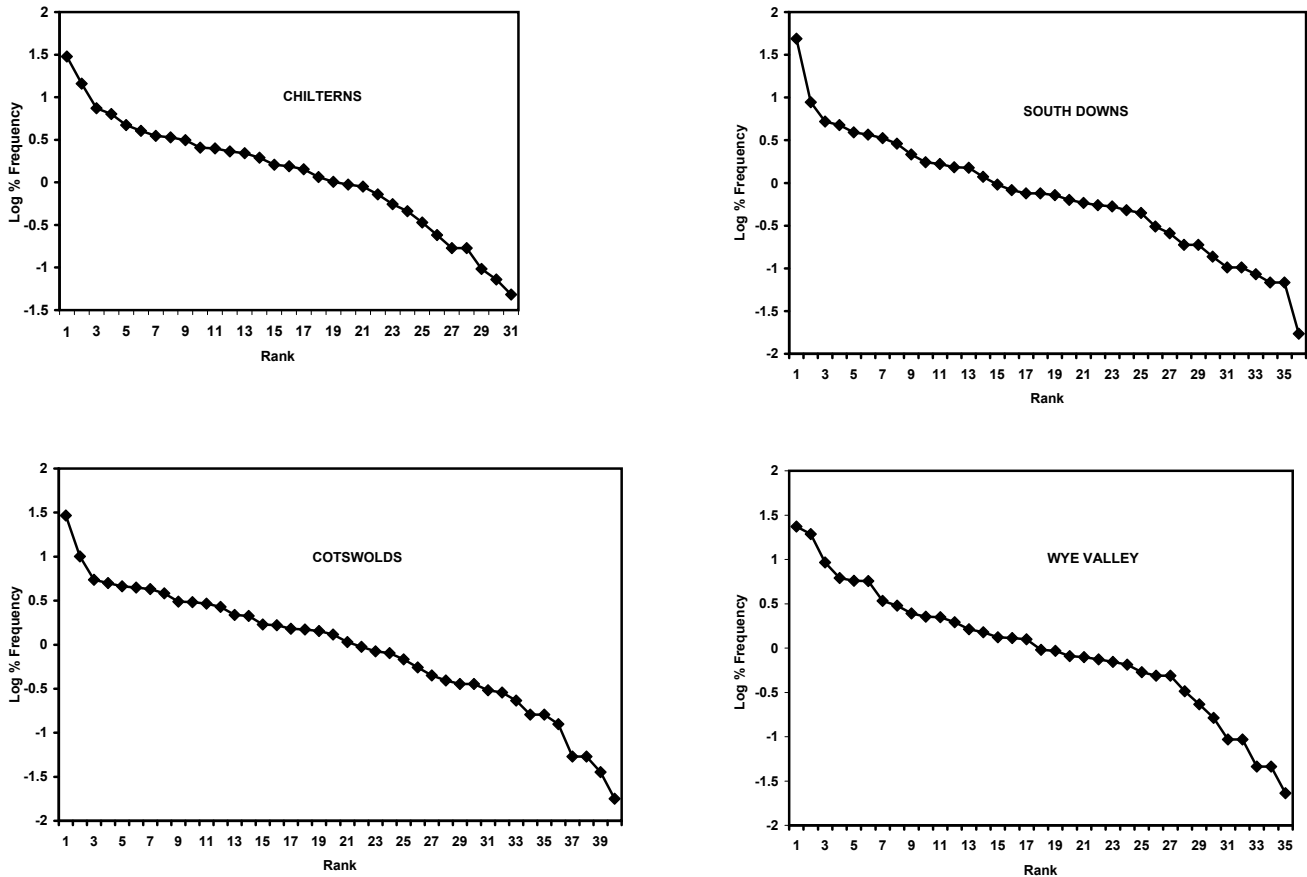 CHILTERNS
Log % Frequency
2
1.5
1
0.5
0
-0.5
-1
-1.5
1 3 5 7 9 11 13 15 17 19 21 23 25 27 29 31
Rank
SOUTH DOWNS
Log % Frequency
2
1.5
1
0.5
0
-0.5
-1
-1.5
-2
1 3 5 7 9 11 13 15 17 19 21 23 25 27 29 31 33 35
Rank
COTSWOLDS
Log % Frequency
2
1.5
1
0.5
0
-0.5
-1
-1.5
-2
1 3 5 7 9 11 13 15 17 19 21 23 25 27 29 31 33 35 37 39
Rank
WYE VALLEY
Log % Frequency
2
1.5
1
0.5
0
-0.5
-1
-1.5
-2
1 3 5 7 9 11 13 15 17 19 21 23 25 27 29 31 33 35
Rank